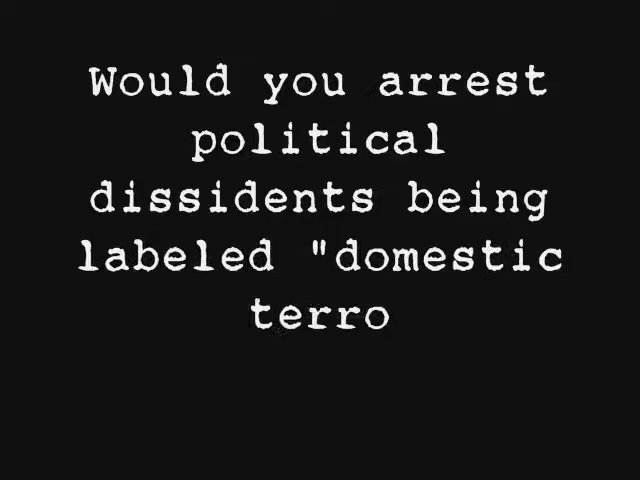 Would you arrest
political
dissidents being
labeled "domestic
terro